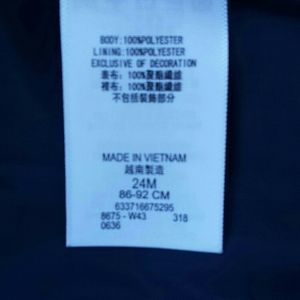 BODY: 100%POLYESTER
LINING: 100%POLYESTER
EXCLUSIVE OF DECORATION
表布: 100%聚酯纖維
裡布: 100%聚酯纖維
不包括裝飾部分
MADE IN VIETNAM
越南製造
24M
86-92 CM
633716675295
8675 - W43 318
0636